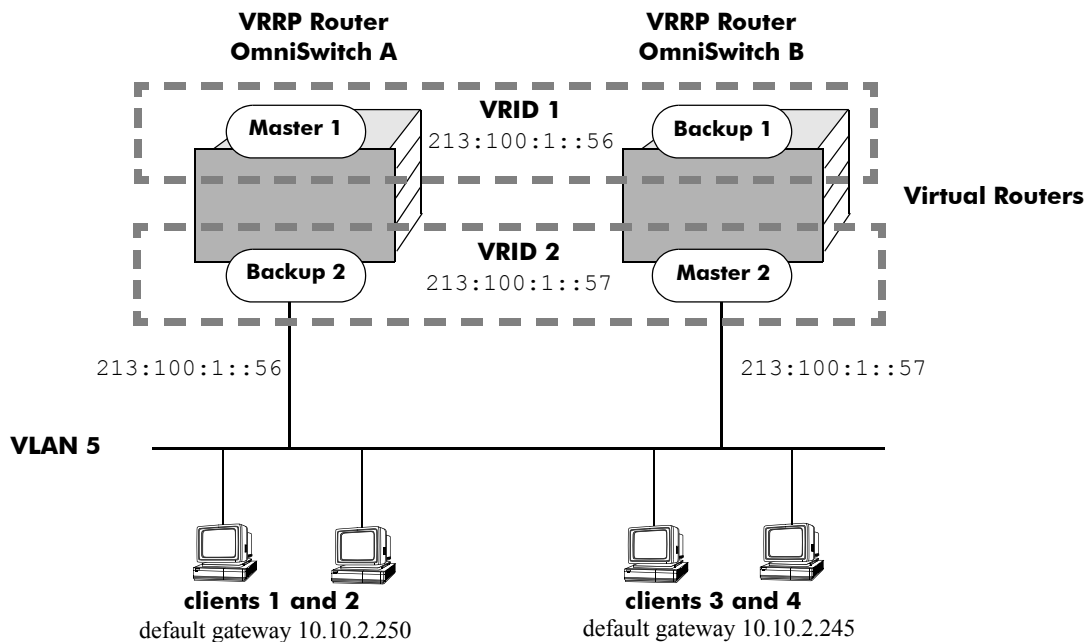 VRRP Router
OmniSwitch A
VRRP Router
OmniSwitch B
Master 1
VRID 1
213:100:1::56
Backup 1
Virtual Routers
Backup 2
VRID 2
213:100:1::57
Master 2
213:100:1::56
213:100:1::57
VLAN 5
clients 1 and 2
default gateway 10.10.2.250
clients 3 and 4
default gateway 10.10.2.245